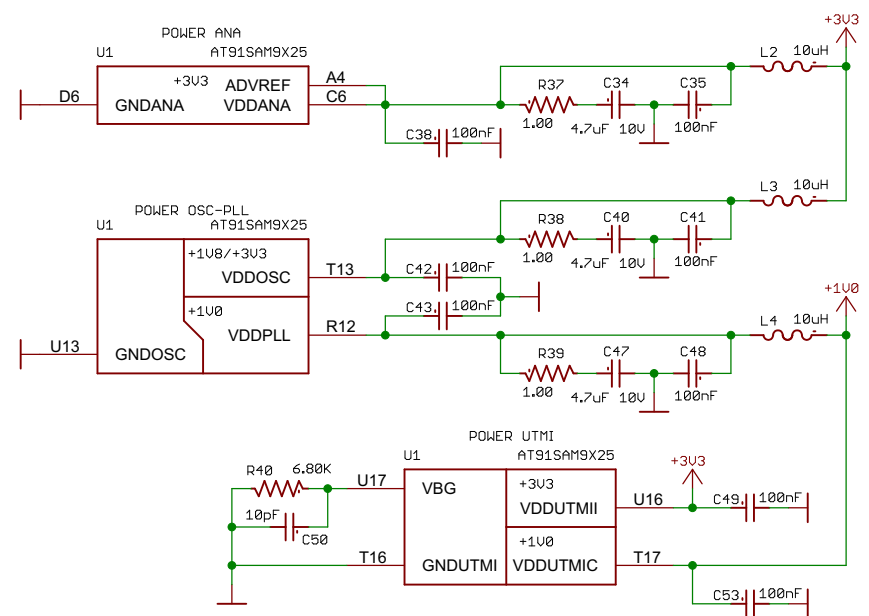 POWER ANA
U1 AT91SAM9X25
+3V3
D6 GNDANA
ADVREF A4
VDDANA C6
C38 100nF
R37
1.00
C34
4.7uF 10V
C35
100nF
L2 10uH
+3V3
POWER OSC-PLL
U1 AT91SAM9X25
+1V8/+3V3
VDDOSC T13
+1V0
VDDPLL R12
U13 GNDOSC
C42 100nF
C43 100nF
R38
1.00
C40
4.7uF 10V
C41
100nF
L3 10uH
+1V0
R39
1.00
C47
4.7uF 10V
C48
100nF
L4 10uH
POWER UTMI
U1 AT91SAM9X25
R40 6.80K
10pF
C50
U17 VBG
T16 GNDUTMI
+3V3
VDDUTMII U16
+1V0
VDDUTMIC T17
+3V3
C49 100nF
C53 100nF